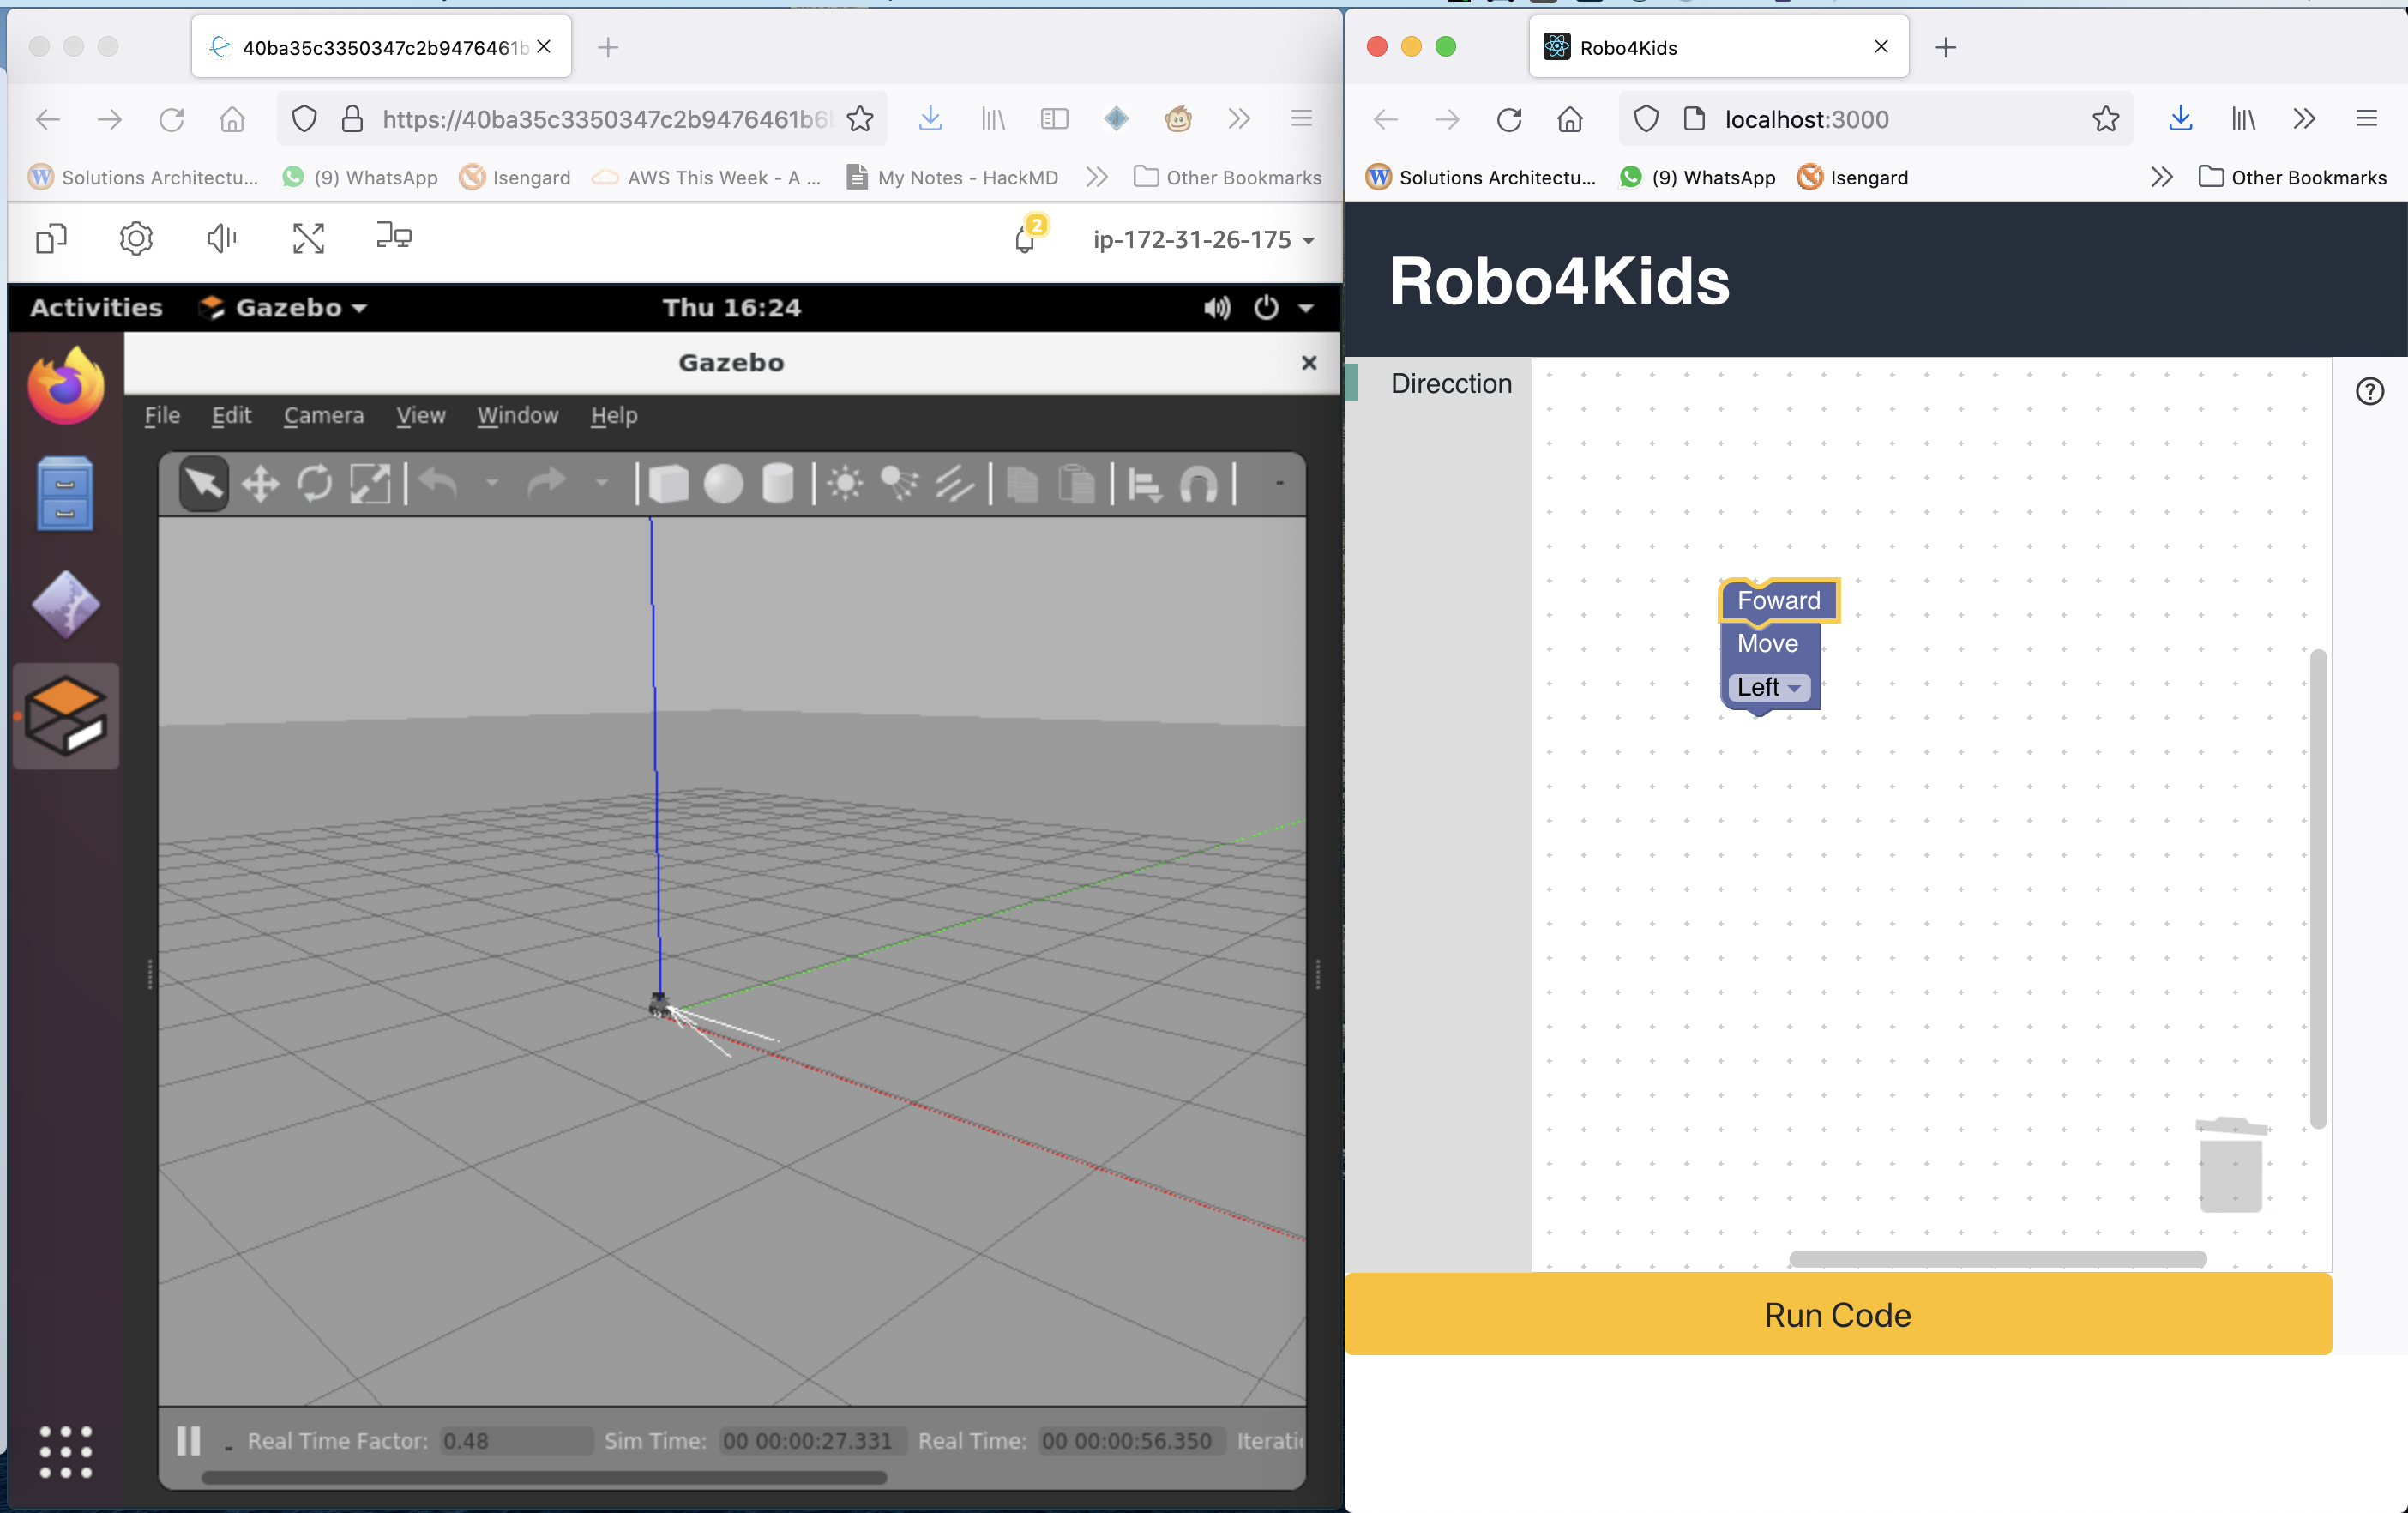 40ba35c3350347c2b9476461b
https://40ba35c3350347c2b9476461b6
Solutions Architectu...
(9) WhatsApp
Isengard
AWS This Week - A ...
My Notes - HackMD
Other Bookmarks
2
ip-172-31-26-175
Activities
Gazebo
Thu 16:24
Gazebo
File
Edit
Camera
View
Window
Help
Real Time Factor:
0.48
Sim Time:
00 00:00:27.331
Real Time:
00 00:00:56.350
Iterati
Robo4Kids
localhost:3000
Solutions Architectu...
(9) WhatsApp
Isengard
Other Bookmarks
Robo4Kids
Direcction
?
Foward
Move
Left
Run Code